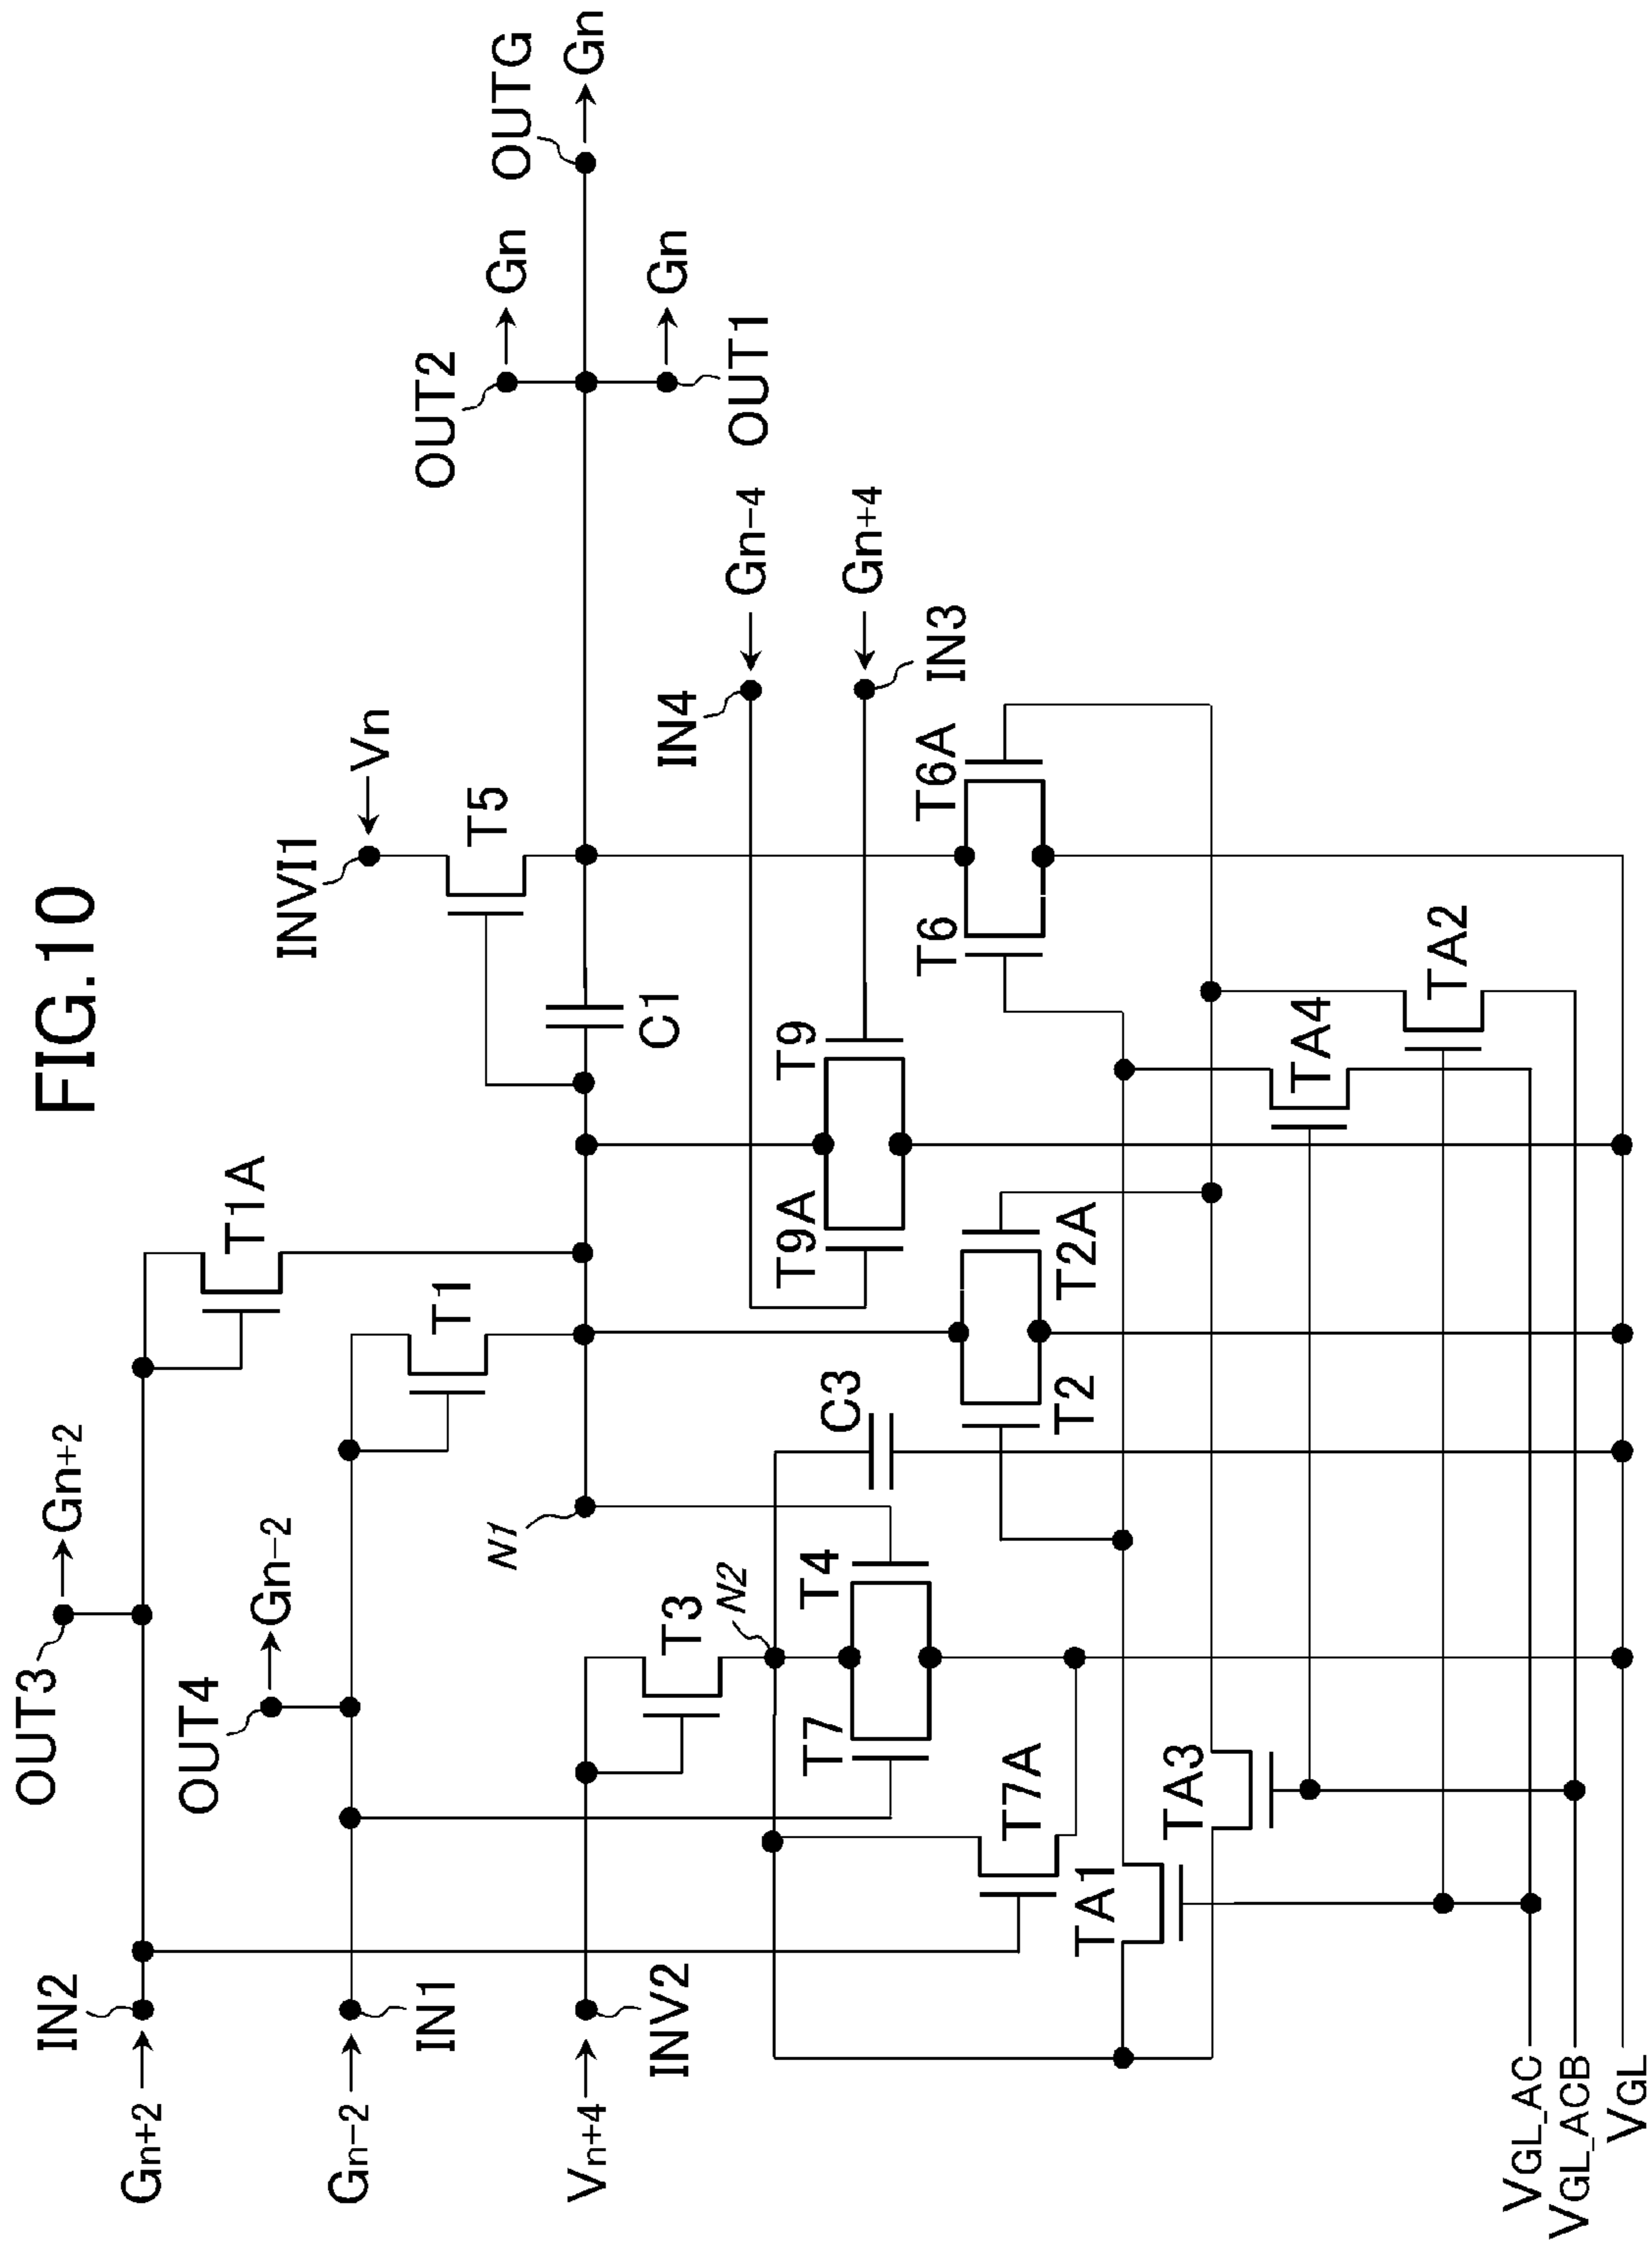 FIG.10
OUT3
Gn+2
IN2
Gn+2
OUT4
Gn-2
T1A
INVI1
Vn
OUT2
Gn
OUTG
Gn
Gn-2
IN1
T1
T5
Gn
OUT1
N1
Vn+4
INV2
T3
N2
C1
IN4
Gn-4
T7
T4
C3
T9A
T9
Gn+4
IN3
T7A
T2
T2A
T6
T6A
TA1
TA3
TA4
TA2
VGL_AC
VGL_ACB
VGL